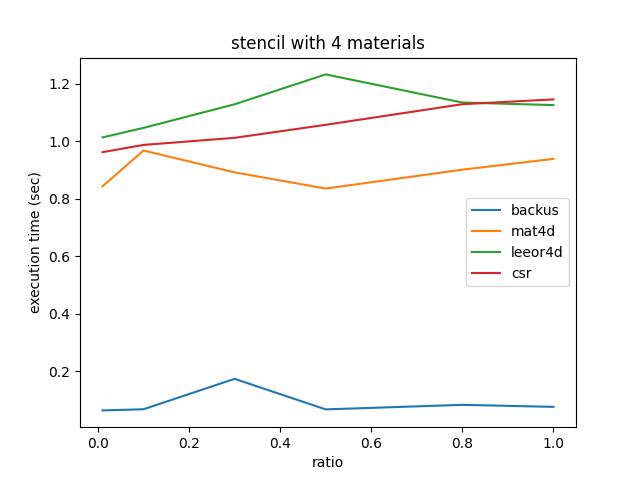 stencil with 4 materials
execution time (sec)
1.2
1.0
0.8
0.6
0.4
0.2
backus
mat4d
leeor4d
csr
0.0 0.2 0.4 0.6 0.8 1.0
ratio